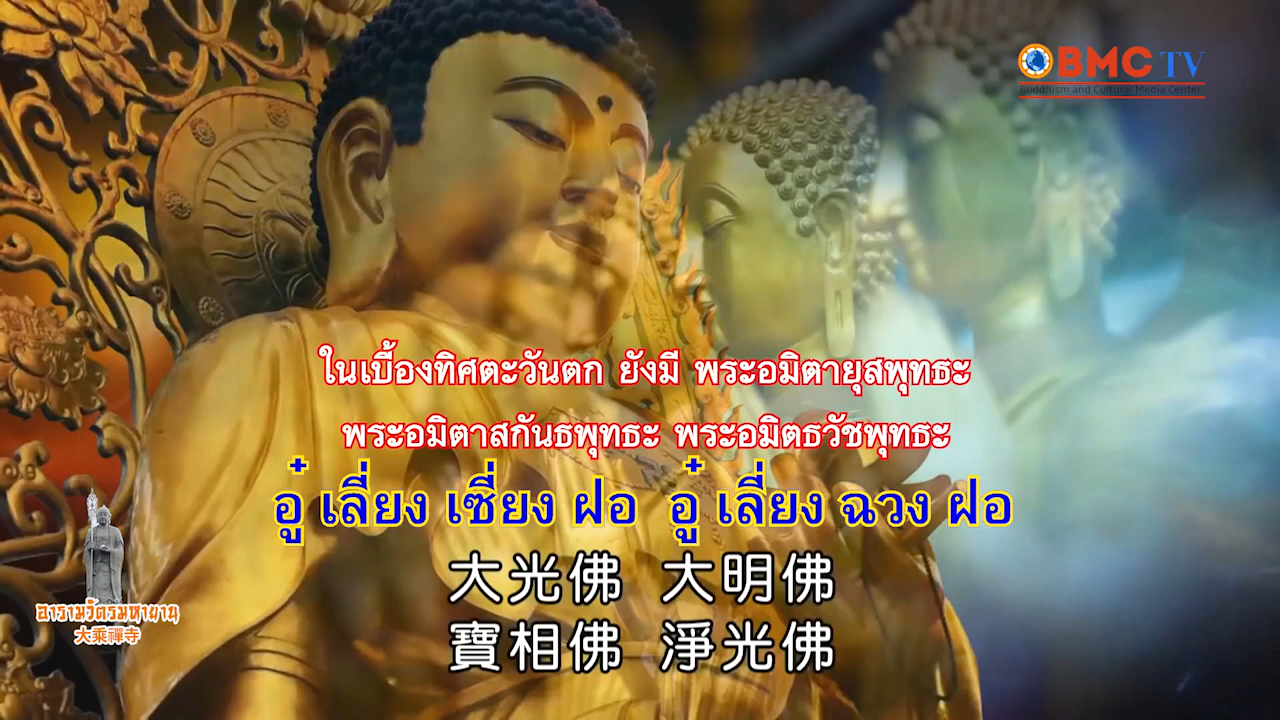 BMC TV
Buddhism and Cultural Media Center
ในเบื้องทิศตะวันตก ยังมี พระอมิตายุสพุทธะ
พระอมิตาสกันธพุทธะ พระอมิตธวัชพุทธะ
อู๋ เลี่ยง เซี่ยง ฝอ อู๋ เลี่ยง ฉวง ฝอ
大光佛 大明佛
寶相佛 淨光佛
อารามวัตรมหายาน
大乘禪寺